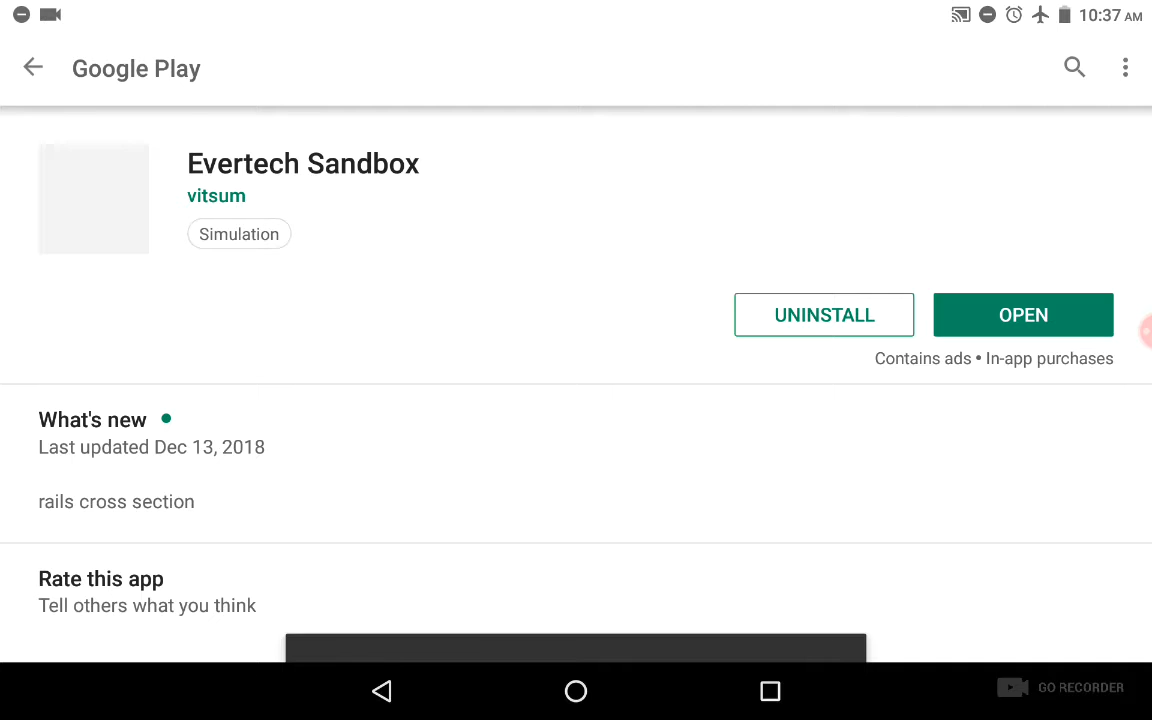 10:37 AM
Google Play
Evertech Sandbox
vitsum
Simulation
UNINSTALL
OPEN
Contains ads • In-app purchases
What's new
Last updated Dec 13, 2018
rails cross section
Rate this app
Tell others what you think
GO RECORDER